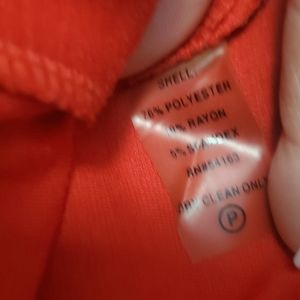 SHELL:
76% POLYESTER
RAYON
5% SPANDEX
RN#54163
DRY CLEAN ONLY
P